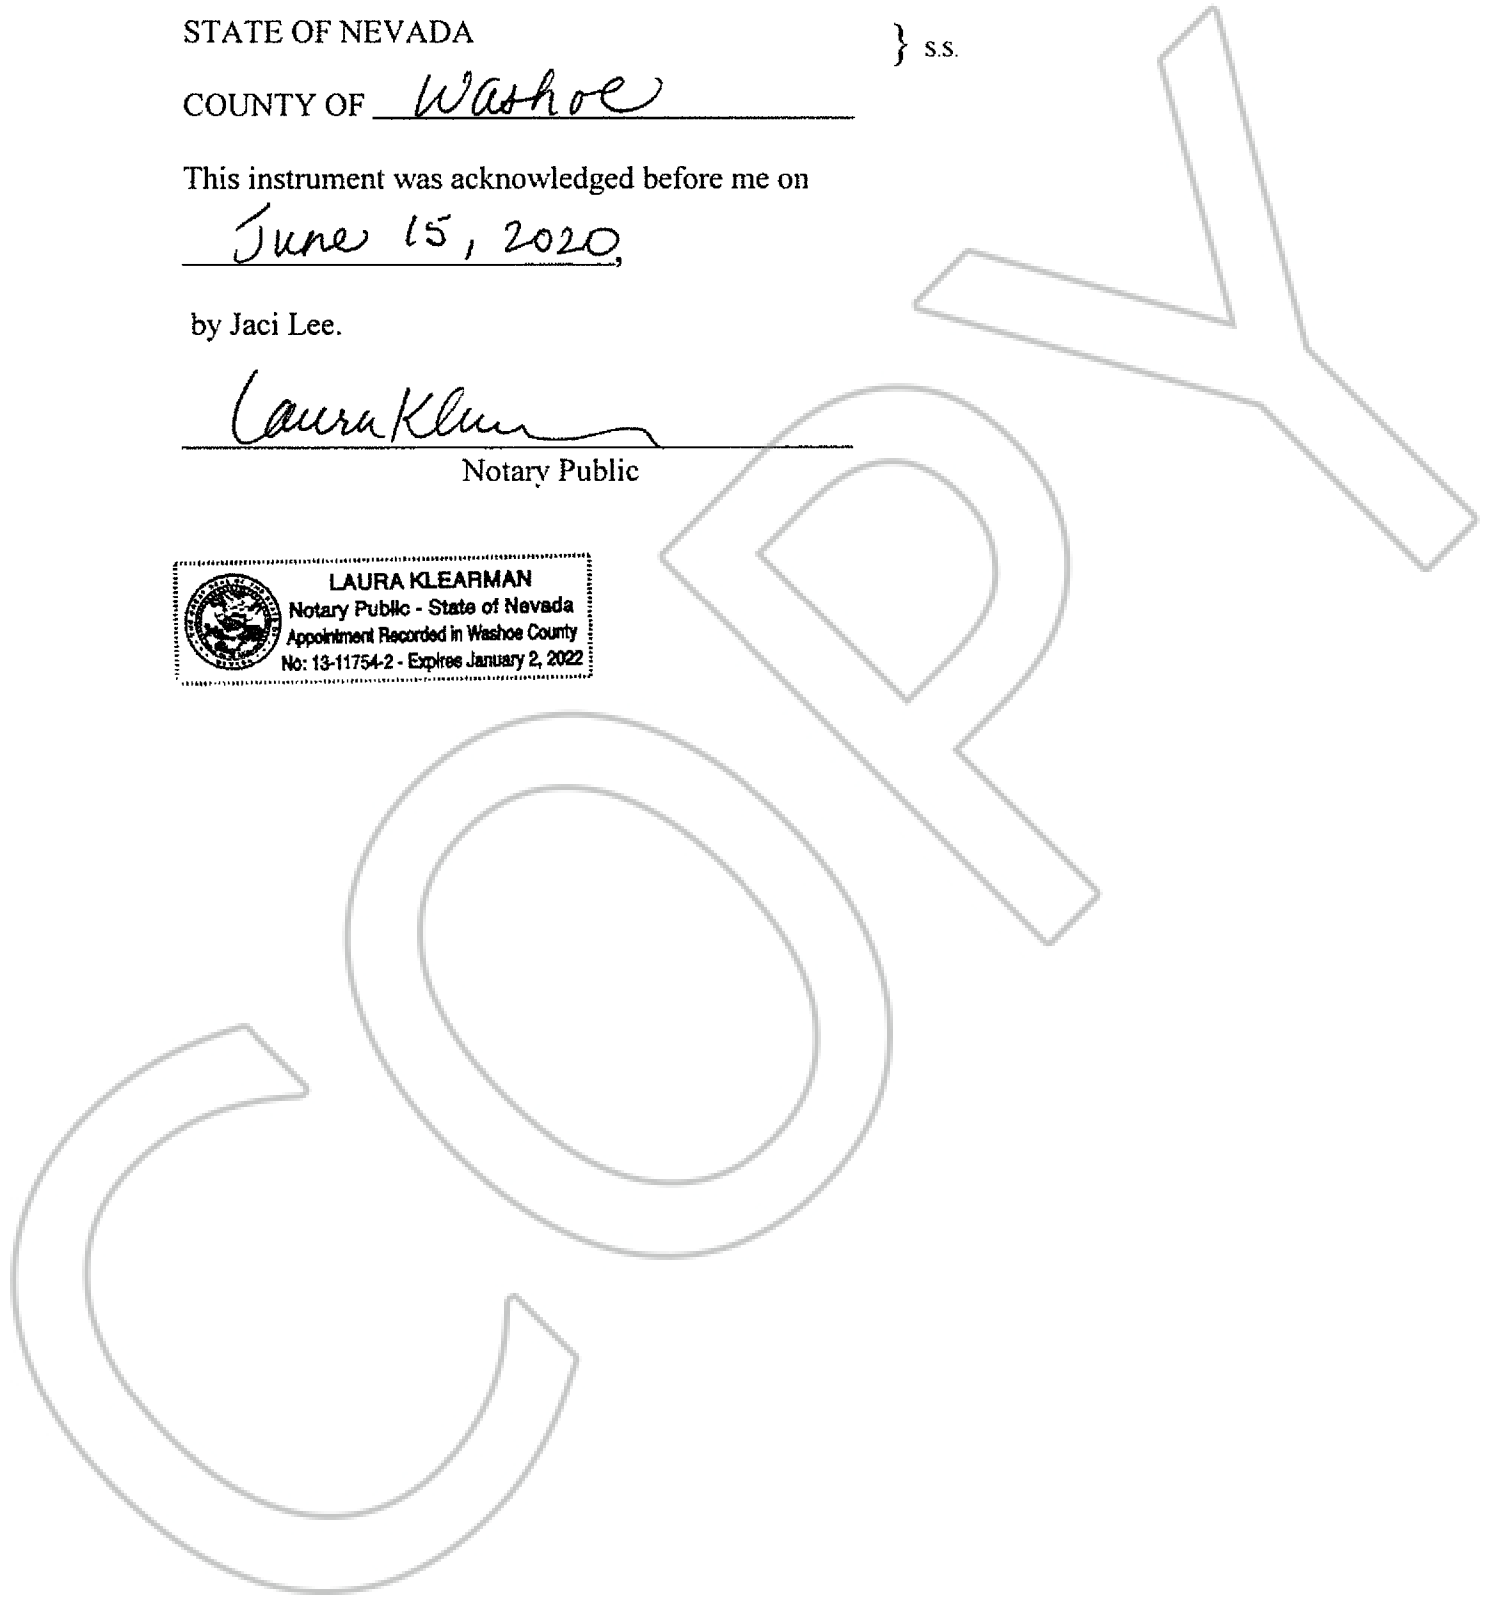 STATE OF NEVADA } s.s.
COUNTY OF Washoe
This instrument was acknowledged before me on
June 15, 2020,
by Jaci Lee.
Laura Klearman
Notary Public
LAURA KLEARMAN
Notary Public - State of Nevada
Appointment Recorded in Washoe County
No: 13-11754-2 - Expires January 2, 2022
COPY